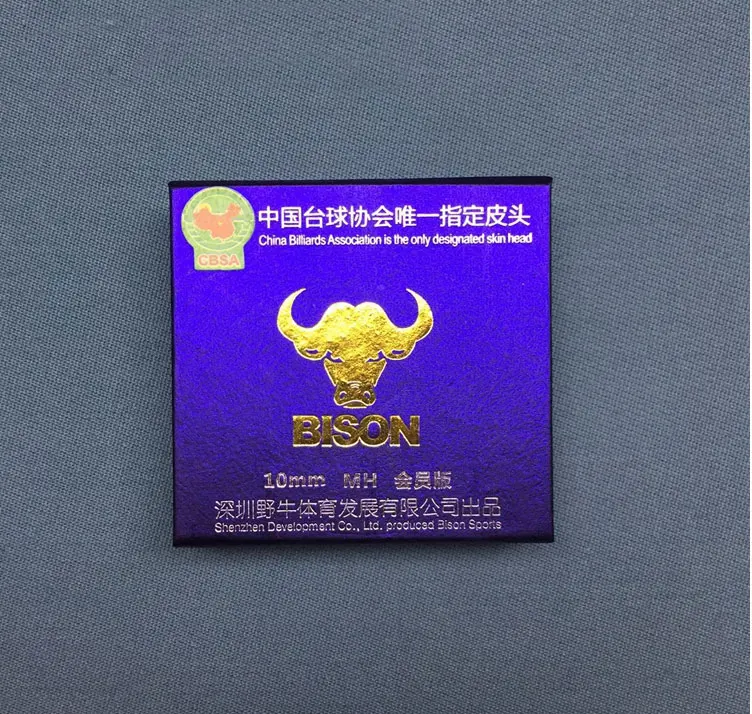 CBSA
中国台球协会唯一指定皮头
China Billiards Association is the only designated skin head
BISON
10mm MH 会员版
深圳野牛体育发展有限公司出品
Shenzhen Development Co., Ltd. produced Bison Sports